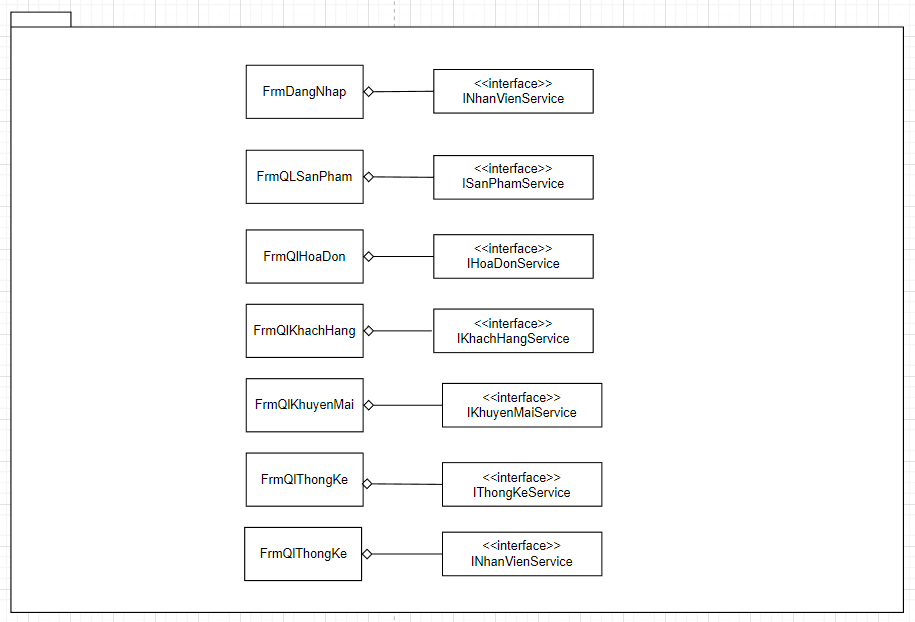 FrmDangNhap
<<interface>>
INhanVienService
FrmQLSanPham
<<interface>>
ISanPhamService
FrmQlHoaDon
<<interface>>
IHoaDonService
FrmQlKhachHang
<<interface>>
IKhachHangService
FrmQlKhuyenMai
<<interface>>
IKhuyenMaiService
FrmQlThongKe
<<interface>>
IThongKeService
FrmQlThongKe
<<interface>>
INhanVienService